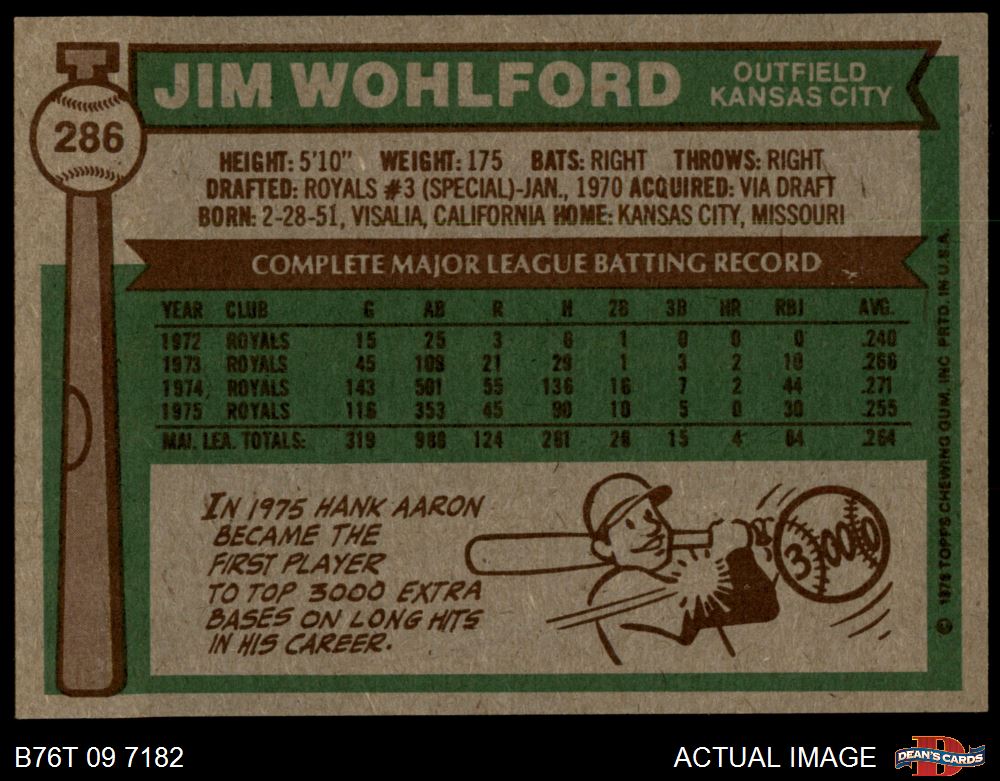 286
JIM WOHLFORD
OUTFIELD
KANSAS CITY
HEIGHT: 5'10" WEIGHT: 175 BATS: RIGHT THROWS: RIGHT
DRAFTED: ROYALS #3 (SPECIAL)-JAN., 1970 ACQUIRED: VIA DRAFT
BORN: 2-28-51, VISALIA, CALIFORNIA HOME: KANSAS CITY, MISSOURI
COMPLETE MAJOR LEAGUE BATTING RECORD
YEAR CLUB G AB R H 2B 3B HR RBI AVG.
1972 ROYALS 15 25 3 6 1 0 0 0 .240
1973 ROYALS 45 109 21 29 1 3 2 10 .266
1974 ROYALS 143 501 55 136 16 7 2 44 .271
1975 ROYALS 116 353 45 90 10 5 0 30 .255
MAJ. LEA. TOTALS: 319 988 124 261 28 15 4 84 .264
IN 1975 HANK AARON
BECAME THE
FIRST PLAYER
TO TOP 3000 EXTRA
BASES ON LONG HITS
IN HIS CAREER.
3000
© 1976 TOPPS CHEWING GUM, INC PRTD. IN U.S.A.
B76T 09 7182
ACTUAL IMAGE
D
DEAN'S CARDS